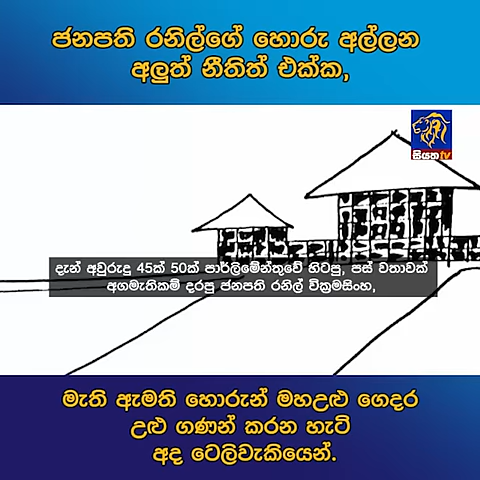 ජනපති රනිල්ගේ හොරු අල්ලන
අලුත් නීතිත් එක්ක,
සියත tv
දැන් අවුරුදු 45ක් 50ක් පාර්ලිමේන්තුවේ හිටපු, පස් වතාවක්
අගමැතිකම් දරපු ජනපති රනිල් වික්‍රමසිංහ,
මැති ඇමති හොරුන් මහඋළු ගෙදර
උළු ගණන් කරන හැටි
අද ටෙලිවැකියෙන්.